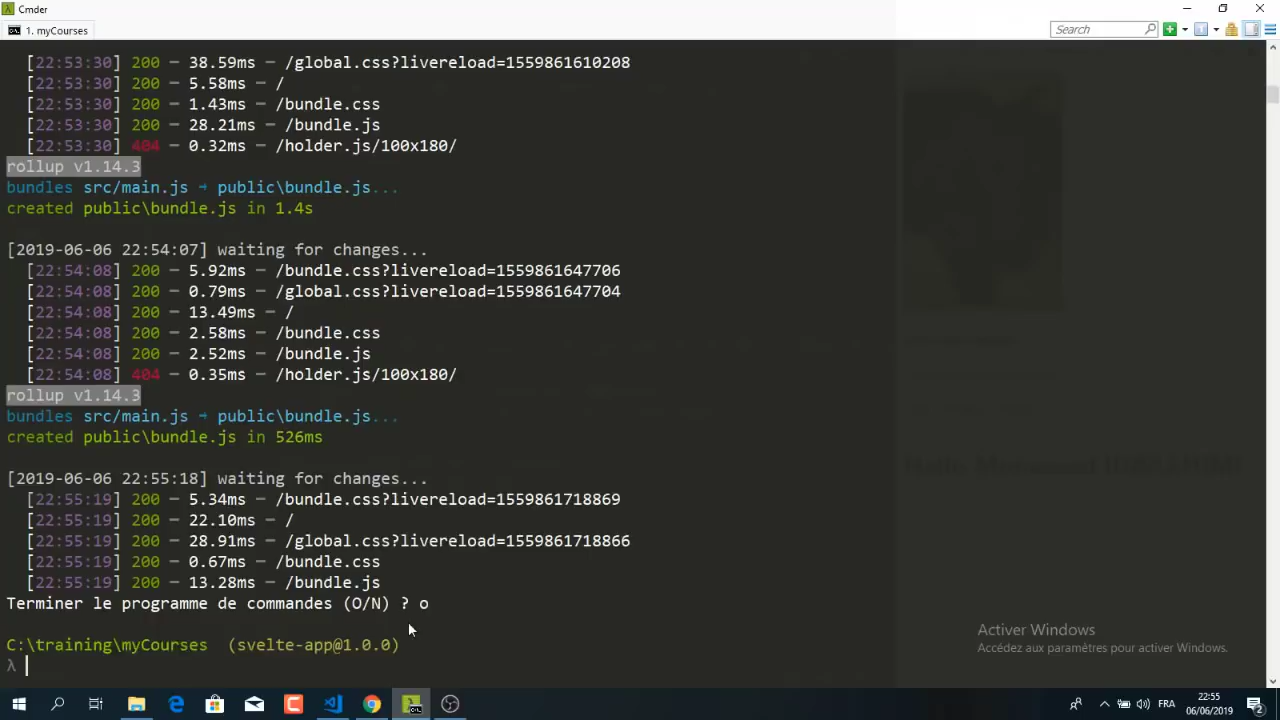 Cmder
1. myCourses
Search
[22:53:30] 200 − 38.59ms − /global.css?livereload=1559861610208
[22:53:30] 200 − 5.58ms − /
[22:53:30] 200 − 1.43ms − /bundle.css
[22:53:30] 200 − 28.21ms − /bundle.js
[22:53:30] 404 − 0.32ms − /holder.js/100x180/
rollup v1.14.3
bundles src/main.js → public\bundle.js...
created public\bundle.js in 1.4s
[2019-06-06 22:54:07] waiting for changes...
[22:54:08] 200 − 5.92ms − /bundle.css?livereload=1559861647706
[22:54:08] 200 − 0.79ms − /global.css?livereload=1559861647704
[22:54:08] 200 − 13.49ms − /
[22:54:08] 200 − 2.58ms − /bundle.css
[22:54:08] 200 − 2.52ms − /bundle.js
[22:54:08] 404 − 0.35ms − /holder.js/100x180/
rollup v1.14.3
bundles src/main.js → public\bundle.js...
created public\bundle.js in 526ms
[2019-06-06 22:55:18] waiting for changes...
[22:55:19] 200 − 5.34ms − /bundle.css?livereload=1559861718869
[22:55:19] 200 − 22.10ms − /
[22:55:19] 200 − 28.91ms − /global.css?livereload=1559861718866
[22:55:19] 200 − 0.67ms − /bundle.css
[22:55:19] 200 − 13.28ms − /bundle.js
Terminer le programme de commandes (O/N) ? o
C:\training\myCourses (svelte-app@1.0.0)
λ
Activer Windows
Accédez aux paramètres pour activer Windows.
FRA
22:55
06/06/2019
2